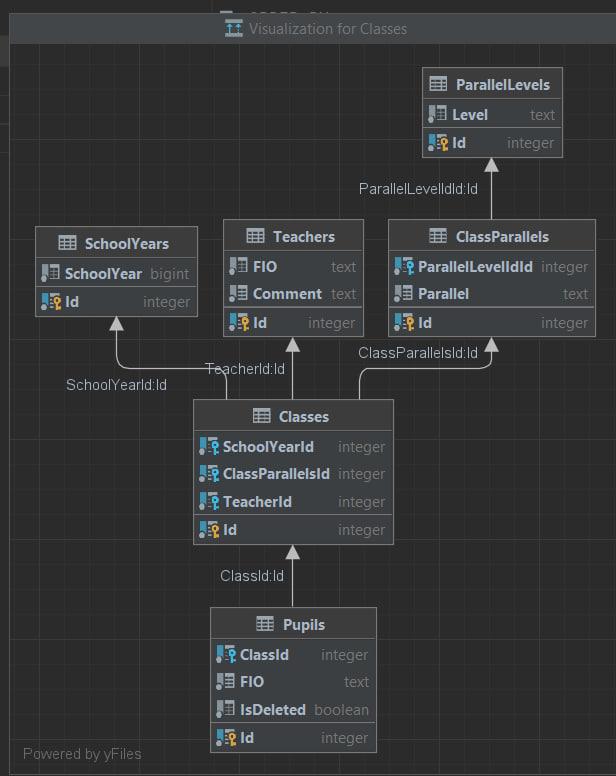 Visualization for Classes
ParallelLevels
Level text
Id integer
ParallelLevelIdId:Id
SchoolYears
SchoolYear bigint
Id integer
Teachers
FIO text
Comment text
Id integer
ClassParallels
ParallelLevelIdId integer
Parallel text
Id integer
SchoolYearId:Id
TeacherId:Id
ClassParallelsId:Id
Classes
SchoolYearId integer
ClassParallelsId integer
TeacherId integer
Id integer
ClassId:Id
Pupils
ClassId integer
FIO text
IsDeleted boolean
Id integer
Powered by yFiles